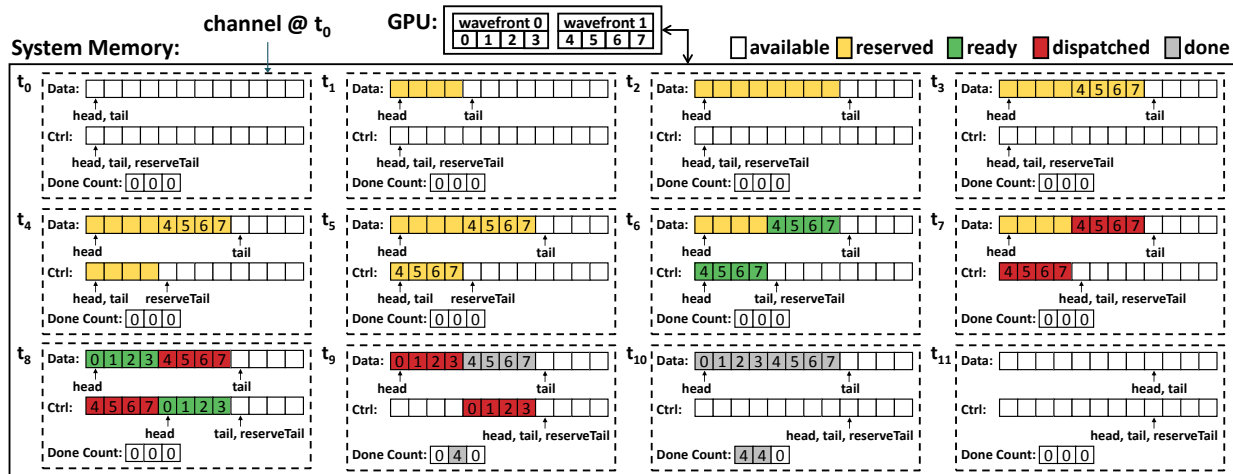 channel @ t0
GPU:
wavefront 0 wavefront 1
0 1 2 3 4 5 6 7
System Memory:
available reserved ready dispatched done
t0
Data:
head, tail
Ctrl:
head, tail, reserveTail
Done Count: 0 0 0
t1
Data:
head tail
Ctrl:
head, tail, reserveTail
Done Count: 0 0 0
t2
Data:
head tail
Ctrl:
head, tail, reserveTail
Done Count: 0 0 0
t3
Data: 4 5 6 7
head tail
Ctrl:
head, tail, reserveTail
Done Count: 0 0 0
t4
Data: 4 5 6 7
head tail
Ctrl:
head, tail reserveTail
Done Count: 0 0 0
t5
Data: 4 5 6 7
head tail
Ctrl: 4 5 6 7
head, tail reserveTail
Done Count: 0 0 0
t6
Data: 4 5 6 7
head tail
Ctrl: 4 5 6 7
head tail, reserveTail
Done Count: 0 0 0
t7
Data: 4 5 6 7
head tail
Ctrl: 4 5 6 7
head, tail, reserveTail
Done Count: 0 0 0
t8
Data: 0 1 2 3 4 5 6 7
head tail
Ctrl: 4 5 6 7 0 1 2 3
head tail, reserveTail
Done Count: 0 0 0
t9
Data: 0 1 2 3 4 5 6 7
head tail
Ctrl: 0 1 2 3
head, tail, reserveTail
Done Count: 0 4 0
t10
Data: 0 1 2 3 4 5 6 7
head tail
Ctrl:
head, tail, reserveTail
Done Count: 4 4 0
t11
Data:
head, tail
Ctrl:
head, tail, reserveTail
Done Count: 0 0 0